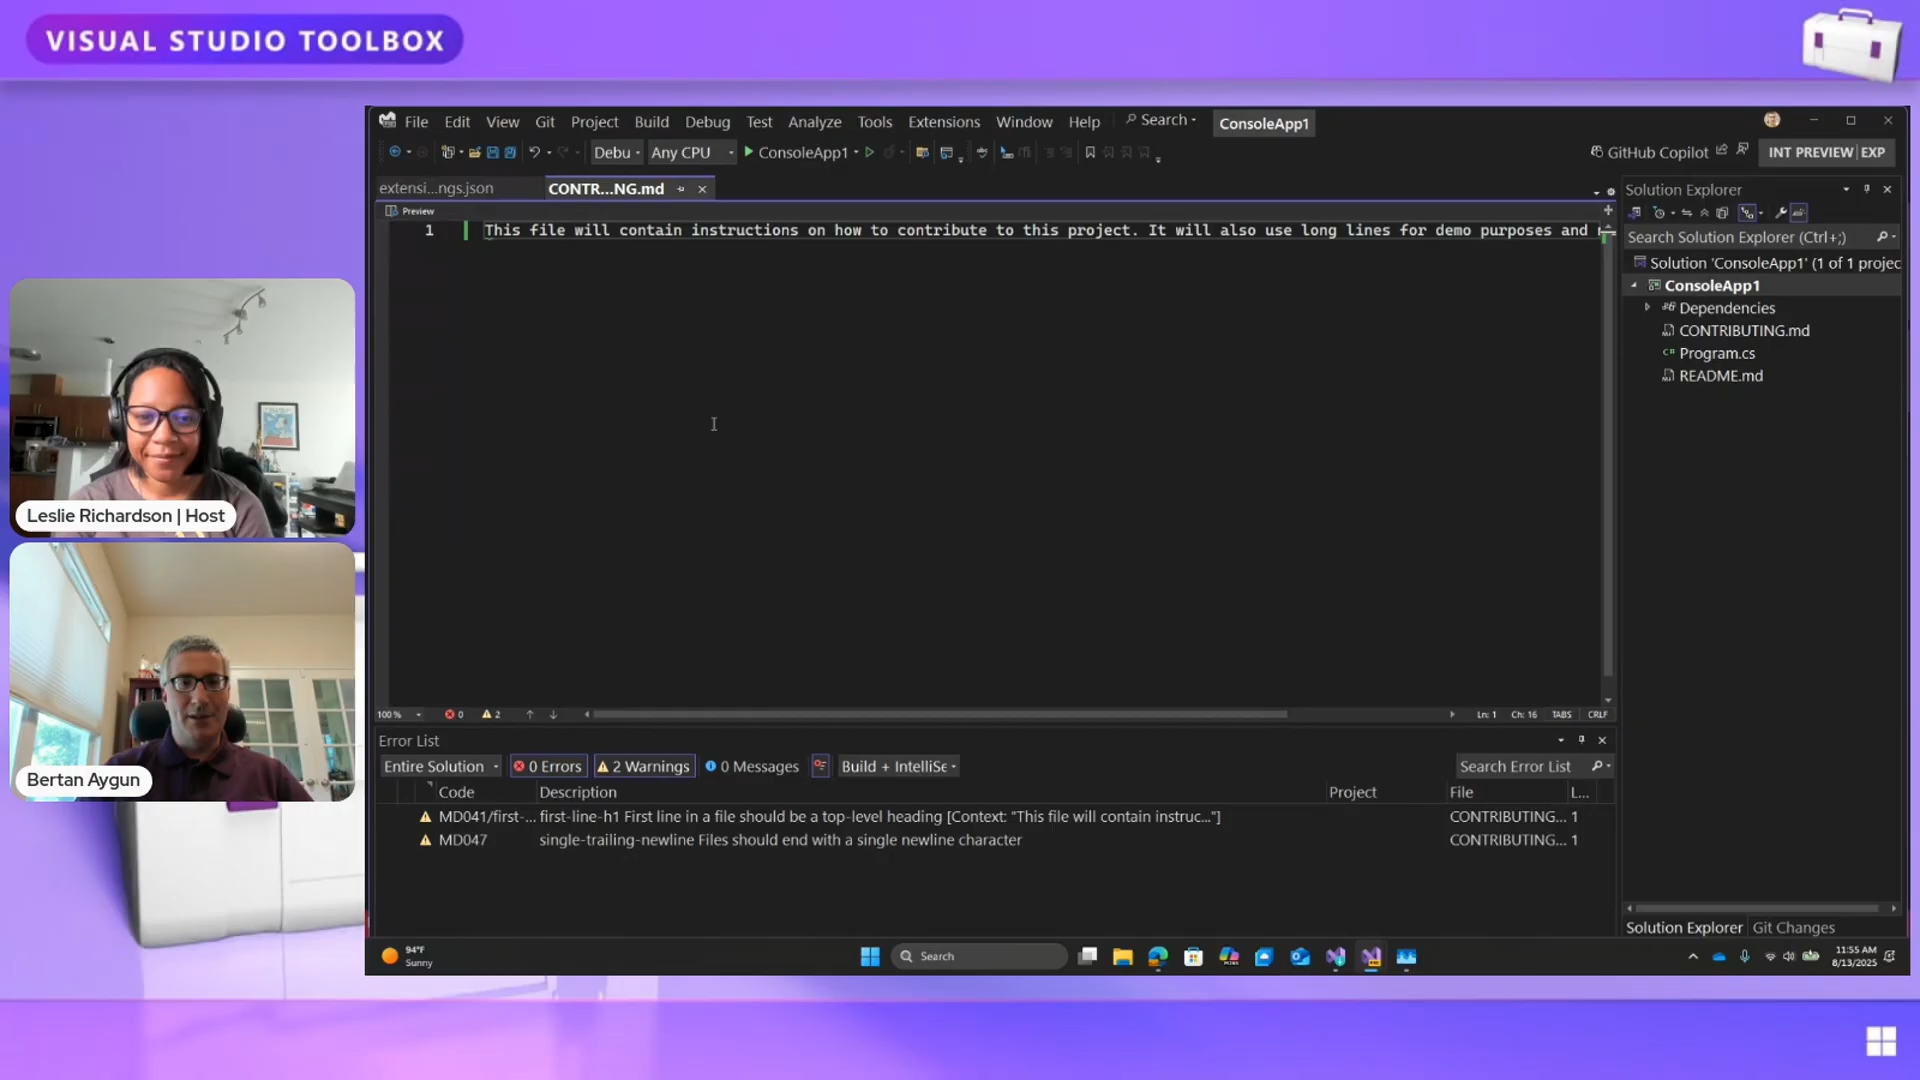 VISUAL STUDIO TOOLBOX
File Edit View Git Project Build Debug Test Analyze Tools Extensions Window Help Search ConsoleApp1
Debu Any CPU ConsoleApp1 GitHub Copilot INT PREVIEW EXP
extensi...ngs.json CONTR...NG.md
Preview
1 This file will contain instructions on how to contribute to this project. It will also use long lines for demo purposes and
Solution Explorer
Search Solution Explorer (Ctrl+;)
Solution 'ConsoleApp1' (1 of 1 projec
ConsoleApp1
Dependencies
CONTRIBUTING.md
C# Program.cs
README.md
Leslie Richardson | Host
Bertan Aygun
100 % 0 2 Ln: 1 Ch: 16 TABS CRLF
Error List
Entire Solution 0 Errors 2 Warnings 0 Messages Build + IntelliSe Search Error List
Code Description Project File L...
MD041/first-... first-line-h1 First line in a file should be a top-level heading [Context: "This file will contain instruc..."] CONTRIBUTING... 1
MD047 single-trailing-newline Files should end with a single newline character CONTRIBUTING... 1
Solution Explorer Git Changes
94°F
Sunny
Search
11:55 AM
8/13/2025